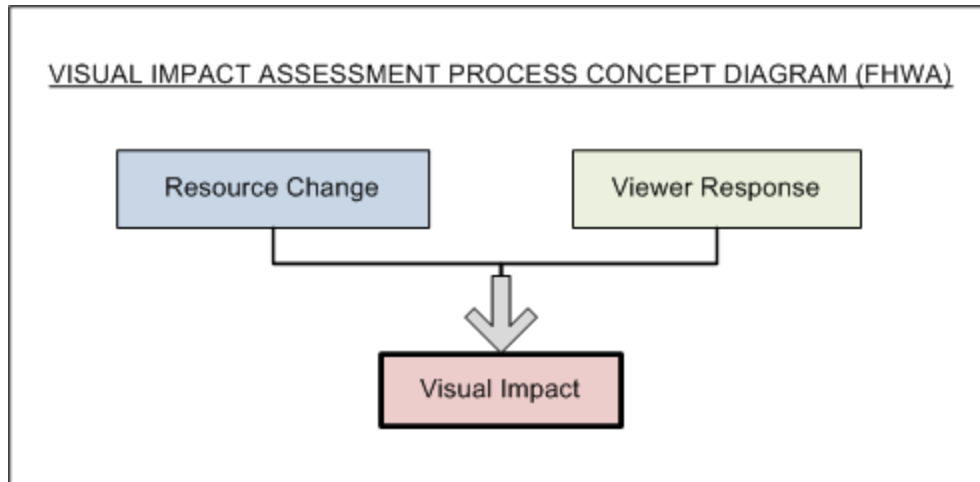 VISUAL IMPACT ASSESSMENT PROCESS CONCEPT DIAGRAM (FHWA)
Resource Change
Viewer Response
Visual Impact